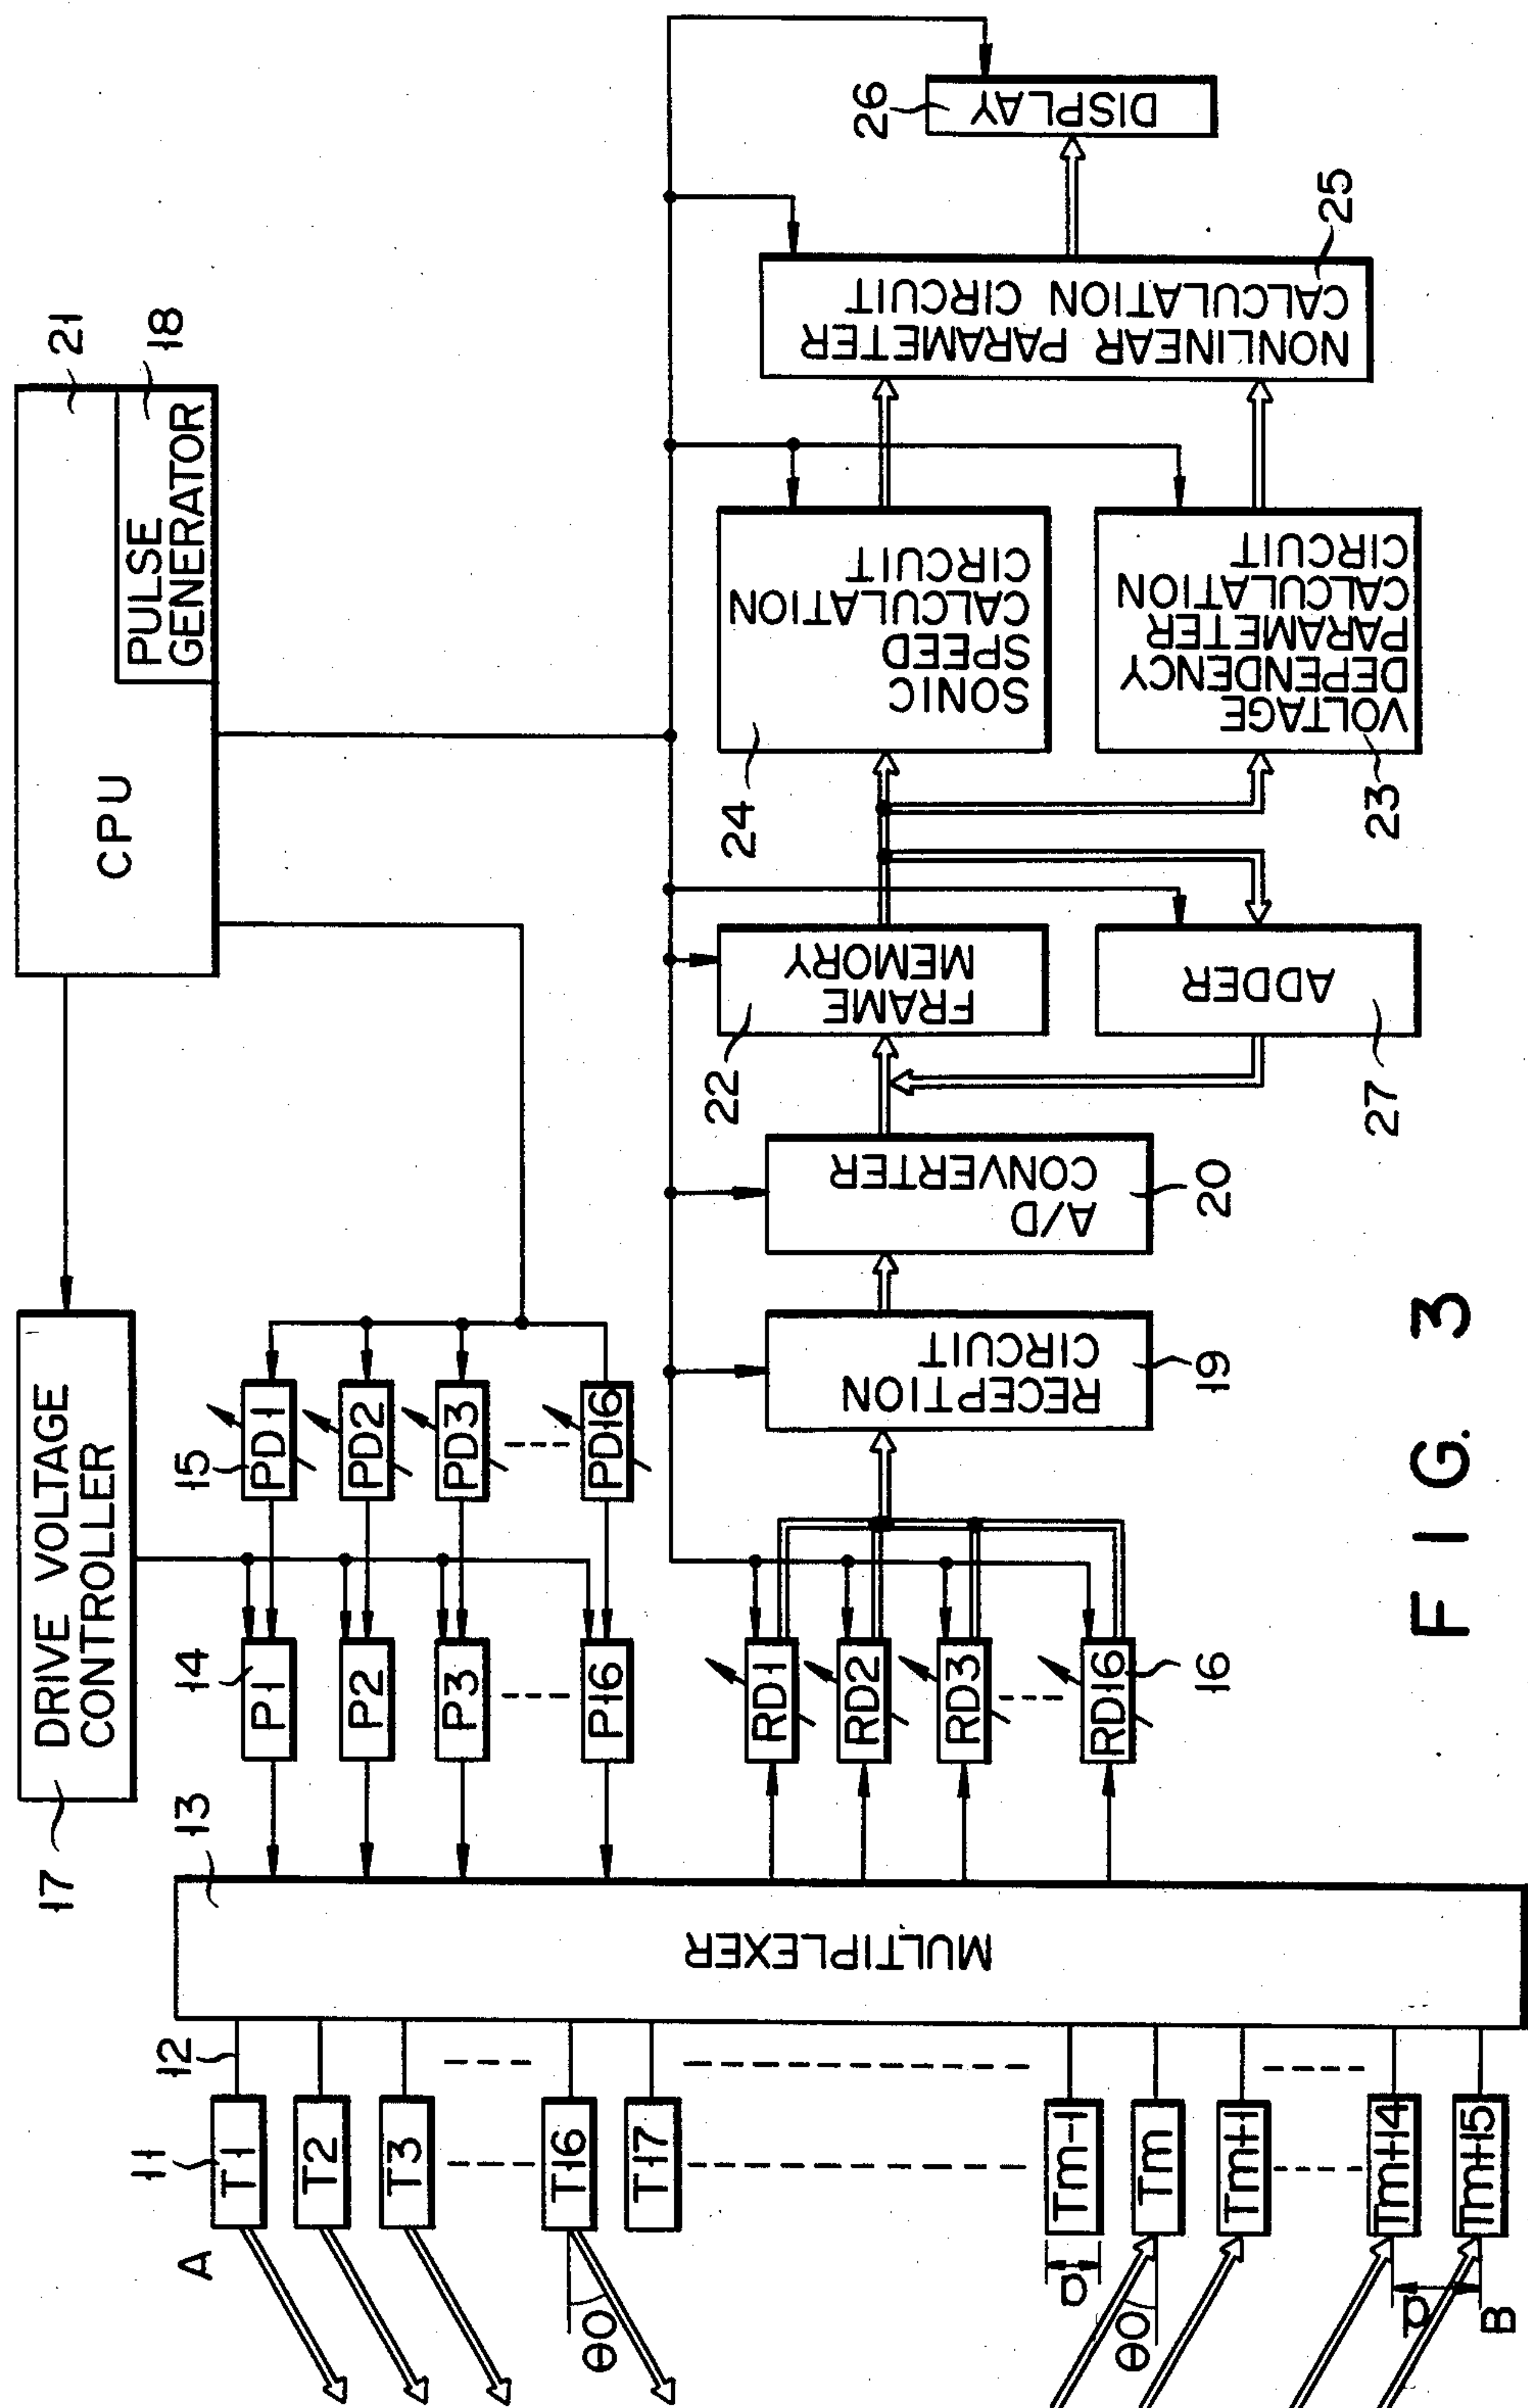 21
CPU
18
PULSE
GENERATOR
17
DRIVE VOLTAGE
CONTROLLER
15
PD1
PD2
PD3
PD16
14
P1
P2
P3
P16
13
MULTIPLEXER
12
11
T1
T2
T3
T16
T17
Tm-1
Tm
Tm+1
Tm+14
Tm+15
A
θ0
θ0
B
RD1
RD2
RD3
RD16
16
RECEPTION
CIRCUIT
19
A/D
CONVERTER
20
22
FRAME
MEMORY
ADDER
27
24
SONIC
SPEED
CALCULATION
CIRCUIT
VOLTAGE
DEPENDENCY
PARAMETER
CALCULATION
CIRCUIT
23
NONLINEAR PARAMETER
CALCULATION CIRCUIT
25
26
DISPLAY
FIG. 3